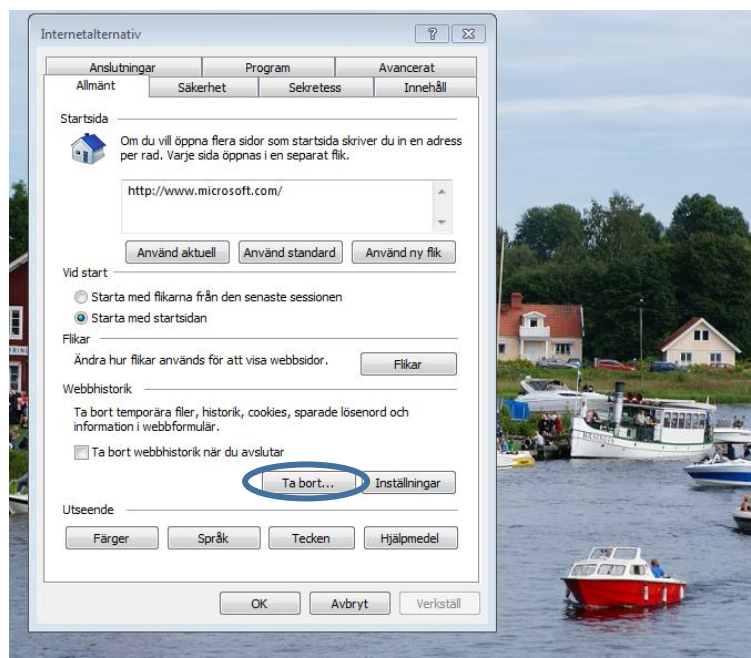 Internetalternativ
Anslutningar Program Avancerat
Allmänt Säkerhet Sekretess Innehåll
Startsida
Om du vill öppna flera sidor som startsida skriver du in en adress
per rad. Varje sida öppnas i en separat flik.
http://www.microsoft.com/
Använd aktuell Använd standard Använd ny flik
Vid start
Starta med flikarna från den senaste sessionen
Starta med startsidan
Flikar
Ändra hur flikar används för att visa webbsidor. Flikar
Webbhistorik
Ta bort temporära filer, historik, cookies, sparade lösenord och
information i webbformulär.
Ta bort webbhistorik när du avslutar
Ta bort... Inställningar
Utseende
Färger Språk Tecken Hjälpmedel
OK Avbryt Verkställ